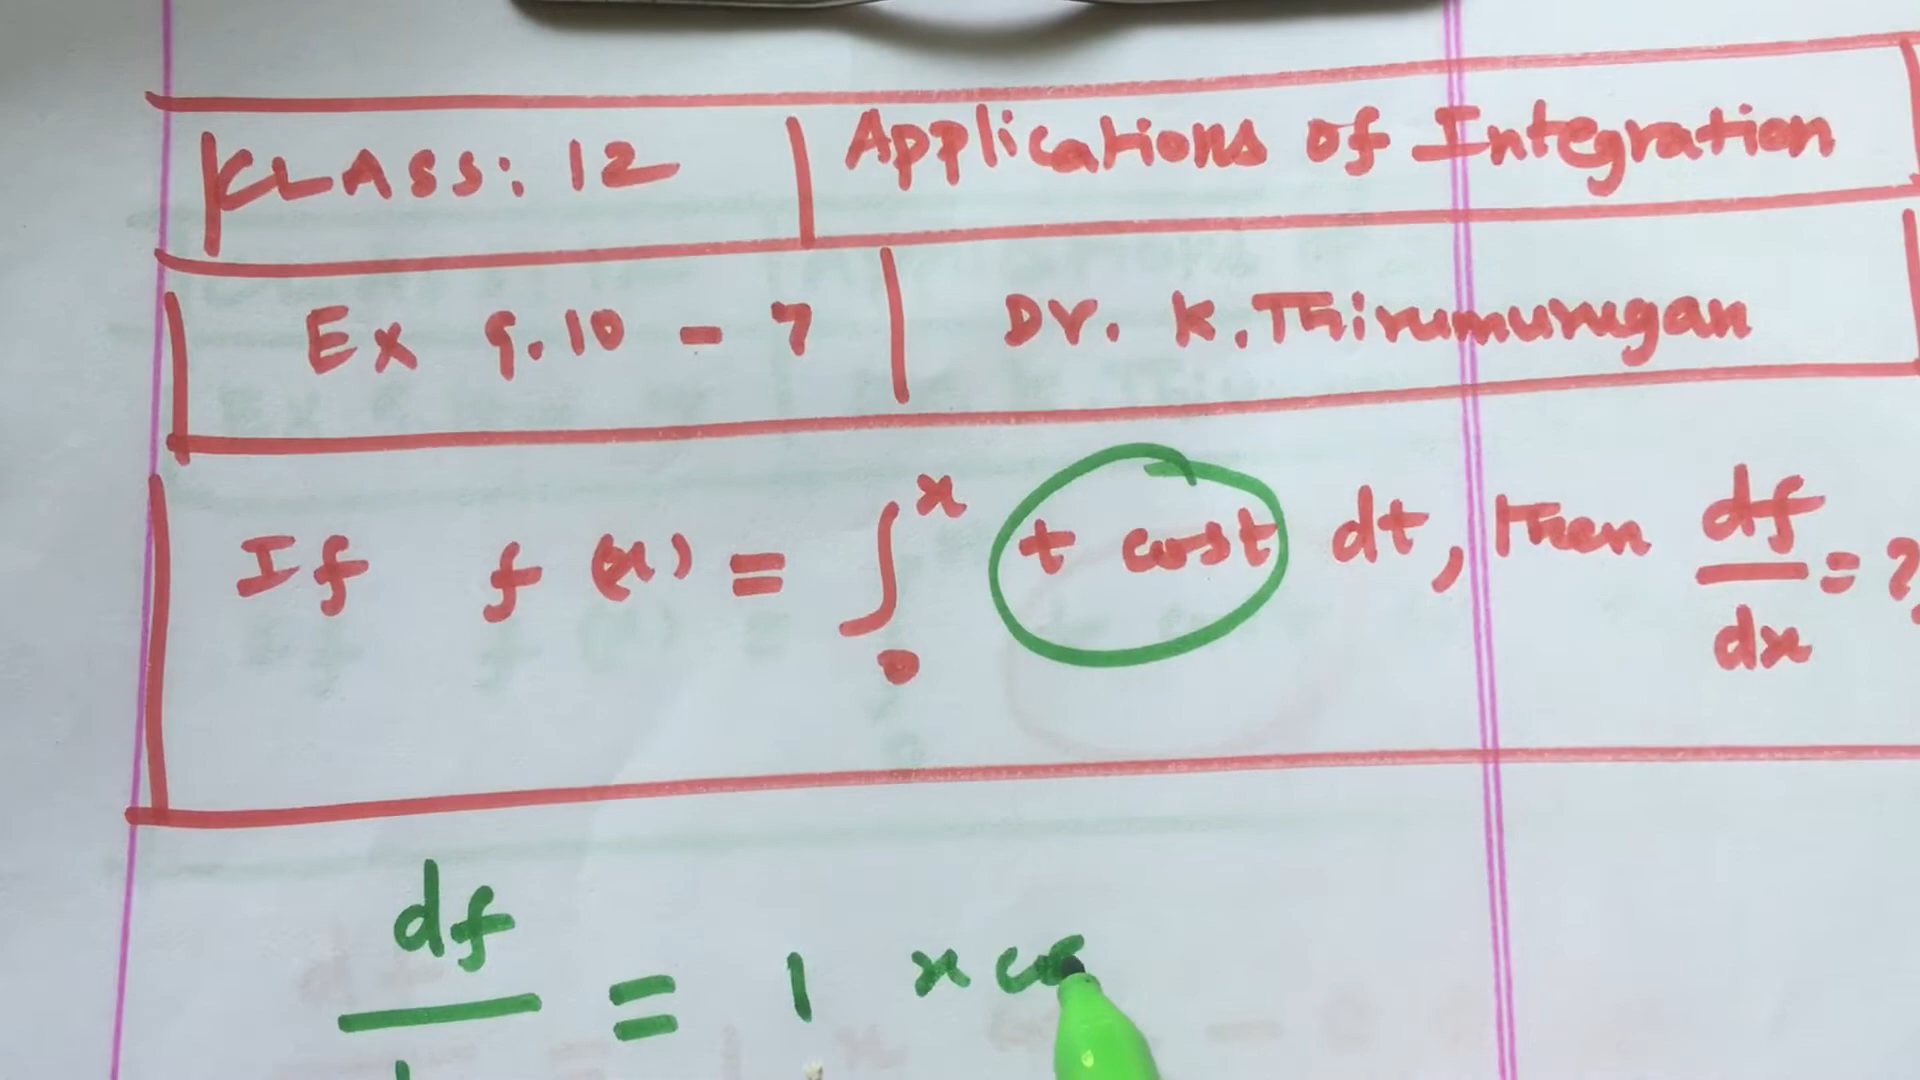 CLASS: 12 Applications of Integration
Ex 9.10 - 7 Dr. K. Thirumurugan
If f(x) = ∫₀ˣ t cost dt, then df/dx = ?
df
= 1 x co